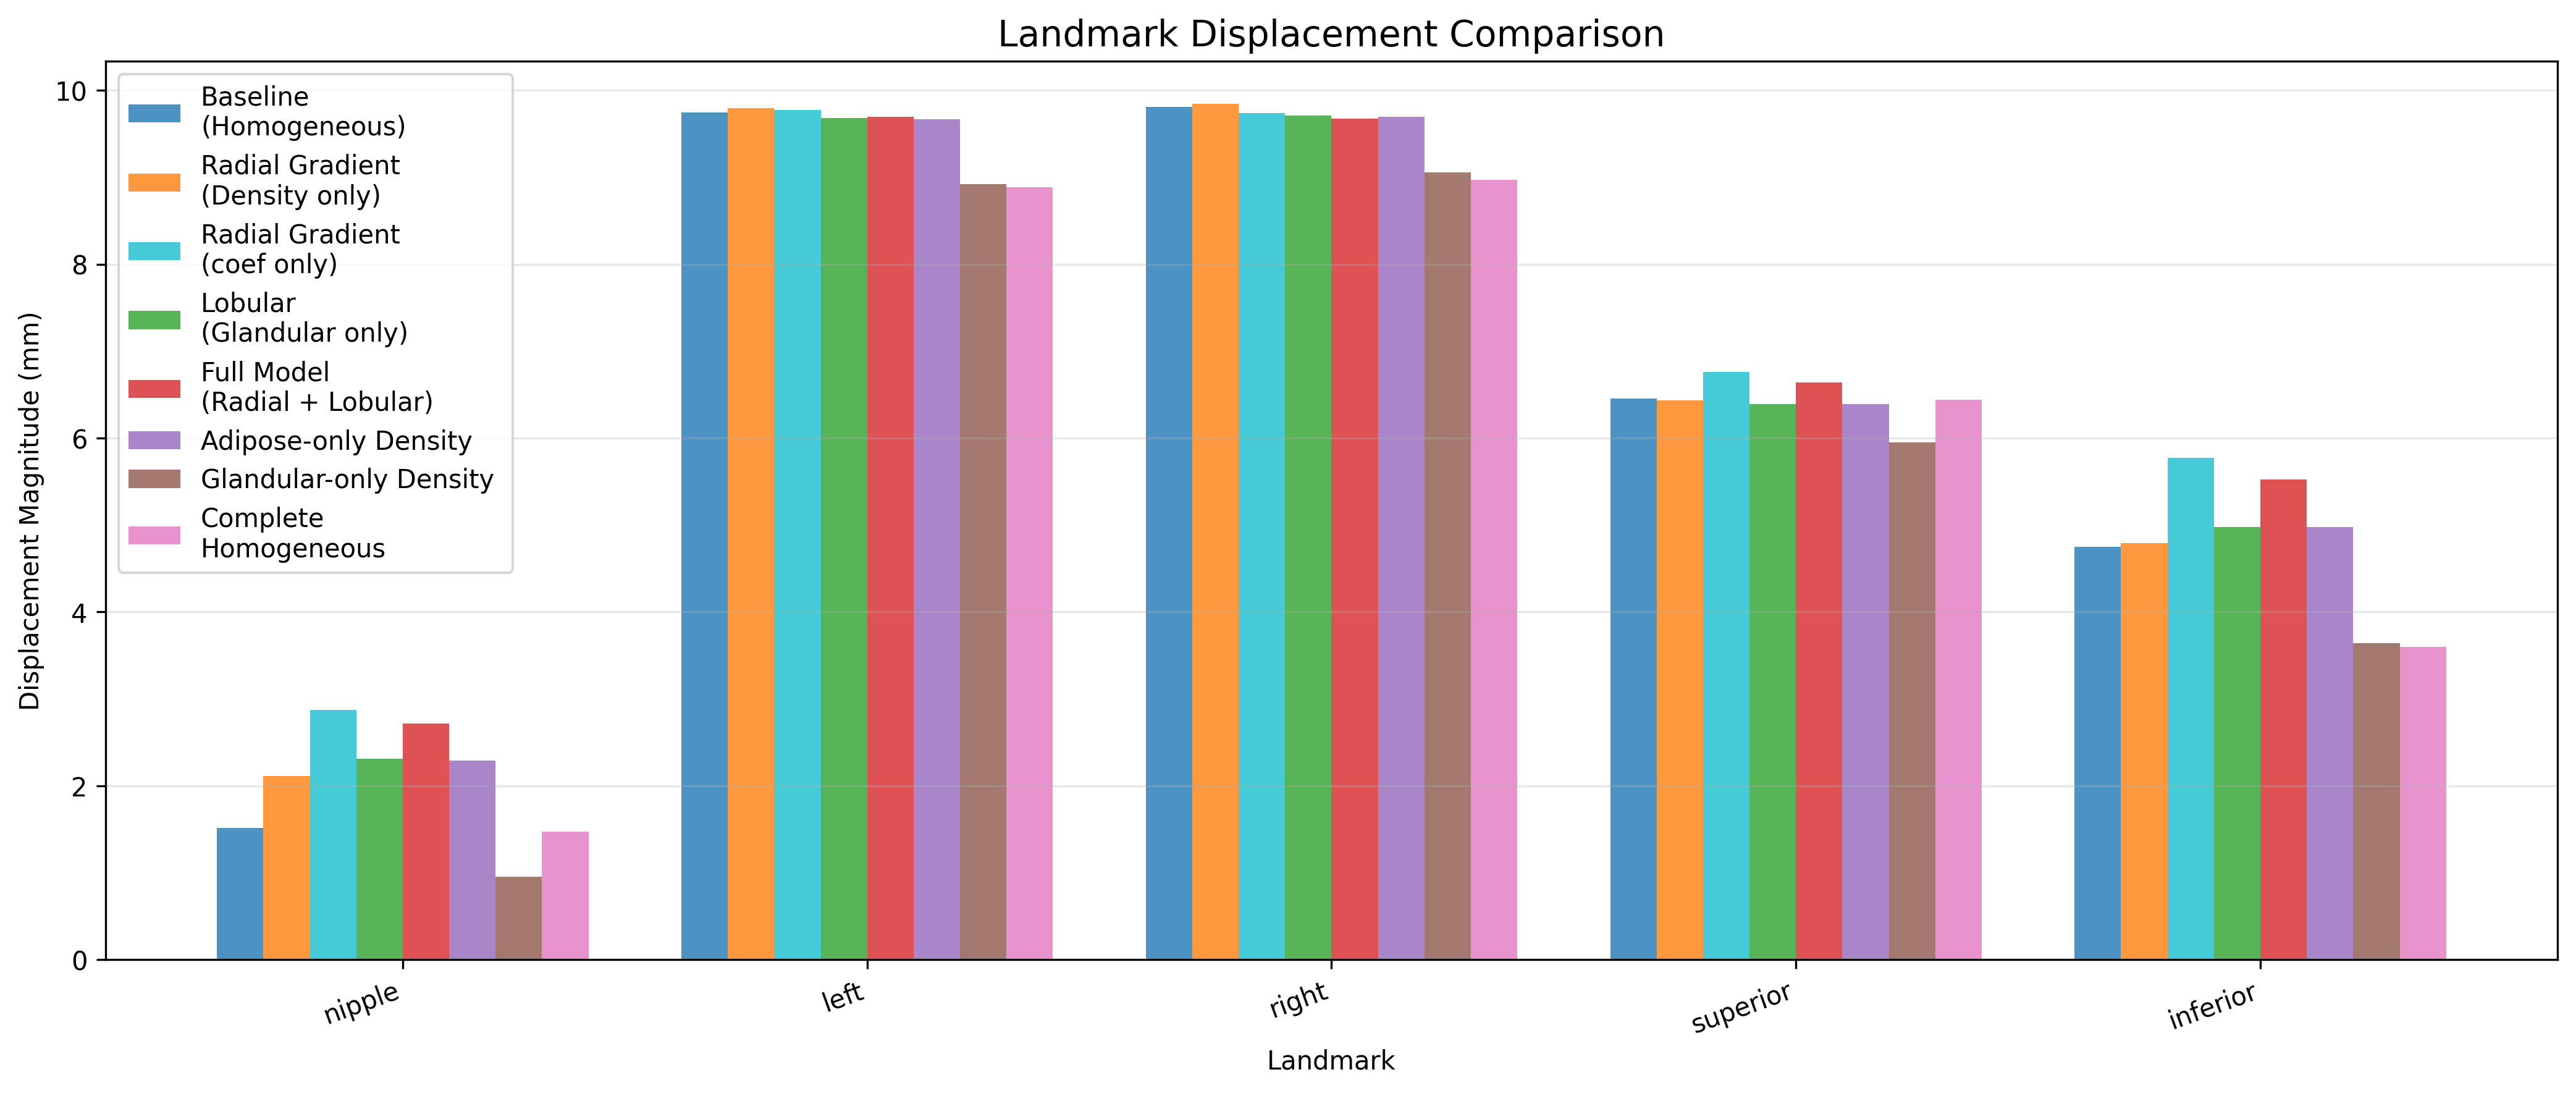 Landmark Displacement Comparison
Displacement Magnitude (mm)
10
8
6
4
2
0
Baseline
(Homogeneous)
Radial Gradient
(Density only)
Radial Gradient
(coef only)
Lobular
(Glandular only)
Full Model
(Radial + Lobular)
Adipose-only Density
Glandular-only Density
Complete
Homogeneous
nipple
left
right
superior
inferior
Landmark